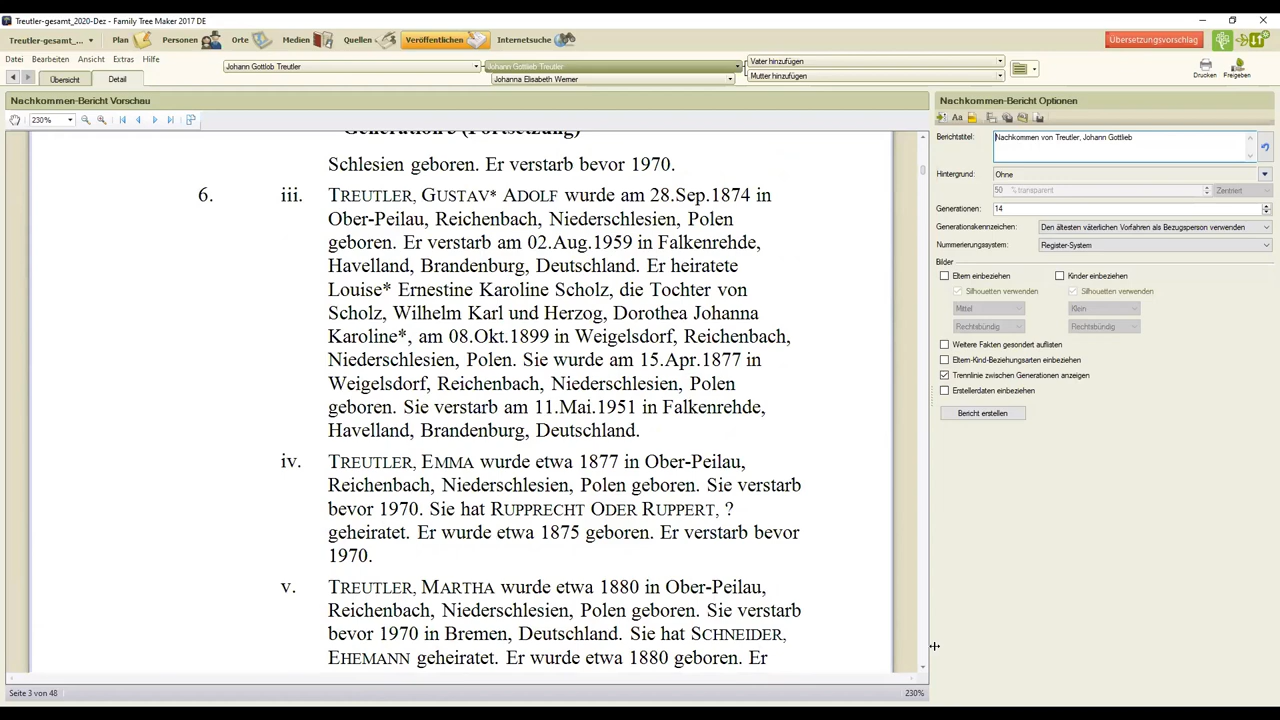 Treutler-gesamt_2020-Dez - Family Tree Maker 2017 DE
Treutler-gesamt_... Plan Personen Orte Medien Quellen Veröffentlichen Internetsuche Übersetzungsvorschlag
Datei Bearbeiten Ansicht Extras Hilfe
Johann Gottlob Treutler Johann Gottlieb Treutler Vater hinzufügen
Johanna Elisabeth Werner Mutter hinzufügen
Drucken Freigeben
Übersicht Detail
Nachkommen-Bericht Vorschau
230%
Generation 3 (Fortsetzung)
Schlesien geboren. Er verstarb bevor 1970.
6. iii. TREUTLER, GUSTAV* ADOLF wurde am 28.Sep.1874 in
Ober-Peilau, Reichenbach, Niederschlesien, Polen
geboren. Er verstarb am 02.Aug.1959 in Falkenrehde,
Havelland, Brandenburg, Deutschland. Er heiratete
Louise* Ernestine Karoline Scholz, die Tochter von
Scholz, Wilhelm Karl und Herzog, Dorothea Johanna
Karoline*, am 08.Okt.1899 in Weigelsdorf, Reichenbach,
Niederschlesien, Polen. Sie wurde am 15.Apr.1877 in
Weigelsdorf, Reichenbach, Niederschlesien, Polen
geboren. Sie verstarb am 11.Mai.1951 in Falkenrehde,
Havelland, Brandenburg, Deutschland.
iv. TREUTLER, EMMA wurde etwa 1877 in Ober-Peilau,
Reichenbach, Niederschlesien, Polen geboren. Sie verstarb
bevor 1970. Sie hat RUPPRECHT ODER RUPPERT, ?
geheiratet. Er wurde etwa 1875 geboren. Er verstarb bevor
1970.
v. TREUTLER, MARTHA wurde etwa 1880 in Ober-Peilau,
Reichenbach, Niederschlesien, Polen geboren. Sie verstarb
bevor 1970 in Bremen, Deutschland. Sie hat SCHNEIDER,
EHEMANN geheiratet. Er wurde etwa 1880 geboren. Er
Seite 3 von 48 230%
Nachkommen-Bericht Optionen
Aa
Berichtstitel: Nachkommen von Treutler, Johann Gottlieb
Hintergrund: Ohne
50 % transparent Zentriert
Generationen: 14
Generationskennzeichen: Den ältesten väterlichen Vorfahren als Bezugsperson verwenden
Nummerierungssystem: Register-System
Bilder
Eltern einbeziehen Kinder einbeziehen
Silhouetten verwenden Silhouetten verwenden
Mittel Klein
Rechtsbündig Rechtsbündig
Weitere Fakten gesondert auflisten
Eltern-Kind-Beziehungsarten einbeziehen
Trennlinie zwischen Generationen anzeigen
Erstellerdaten einbeziehen
Bericht erstellen